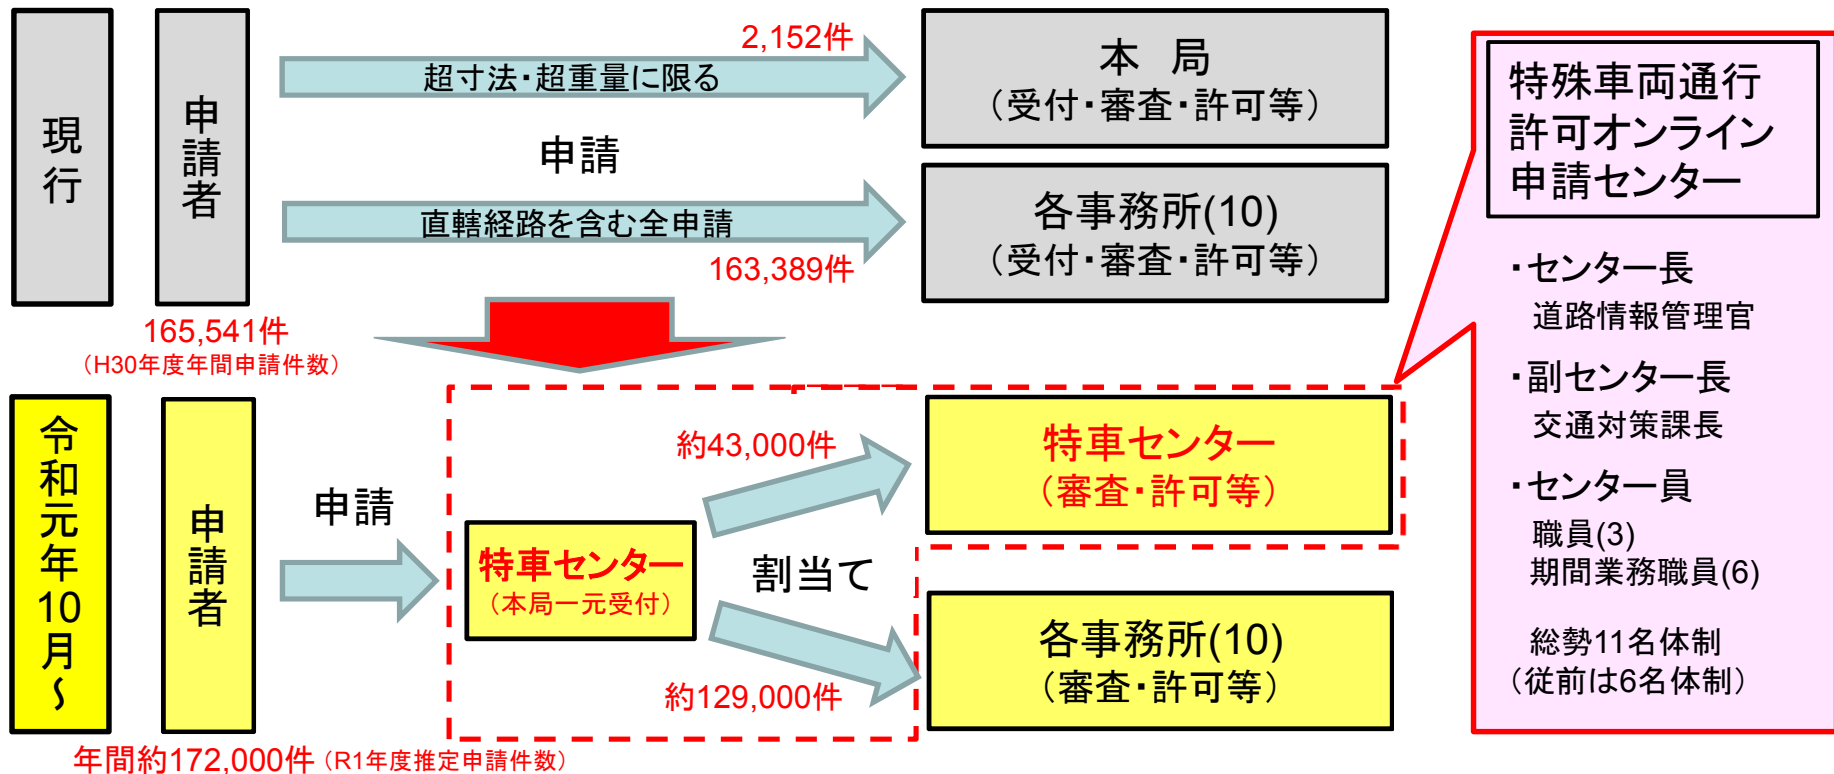 現行
申請者
2,152件
超寸法・超重量に限る
申請
直轄経路を含む全申請
163,389件
165,541件
（H30年度年間申請件数）
本　局
（受付・審査・許可等）
各事務所(10)
（受付・審査・許可等）
令和元年10月～
申請者
申請
特車センター
（本局一元受付）
約43,000件
割当て
約129,000件
特車センター
（審査・許可等）
各事務所(10)
（審査・許可等）
年間約172,000件（R1年度推定申請件数）
特殊車両通行
許可オンライン
申請センター
・センター長
道路情報管理官
・副センター長
交通対策課長
・センター員
職員(3)
期間業務職員(6)
総勢11名体制
（従前は6名体制）